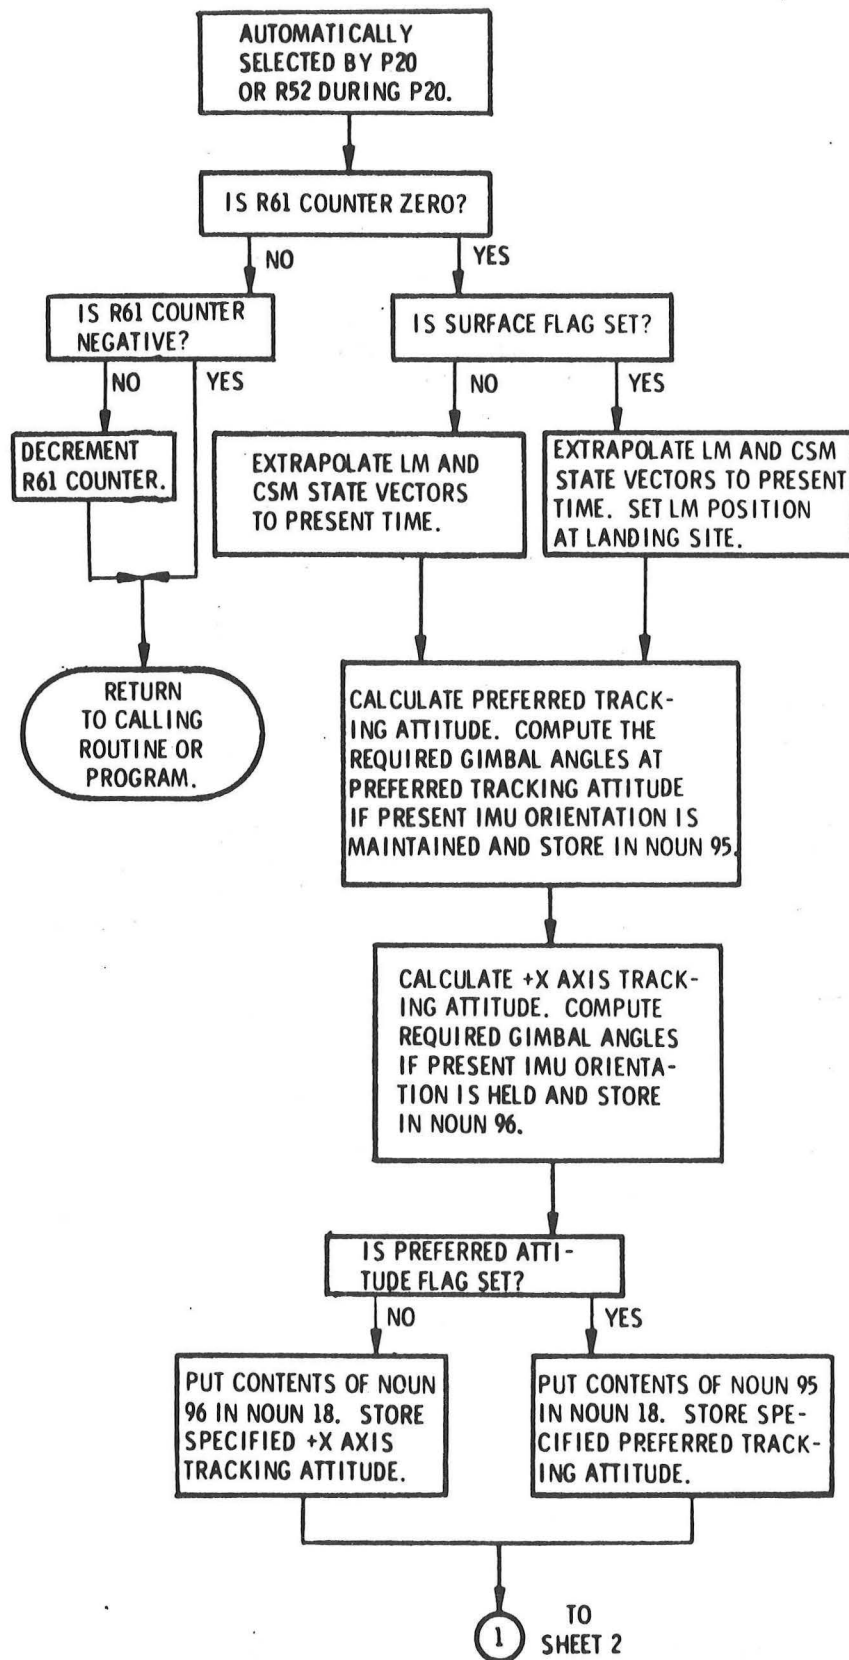 AUTOMATICALLY
SELECTED BY P20
OR R52 DURING P20.
IS R61 COUNTER ZERO?
NO
YES
IS R61 COUNTER
NEGATIVE?
IS SURFACE FLAG SET?
NO
YES
NO
YES
DECREMENT
R61 COUNTER.
EXTRAPOLATE LM AND
CSM STATE VECTORS
TO PRESENT TIME.
EXTRAPOLATE LM AND CSM
STATE VECTORS TO PRESENT
TIME. SET LM POSITION
AT LANDING SITE.
RETURN
TO CALLING
ROUTINE OR
PROGRAM.
CALCULATE PREFERRED TRACK-
ING ATTITUDE. COMPUTE THE
REQUIRED GIMBAL ANGLES AT
PREFERRED TRACKING ATTITUDE
IF PRESENT IMU ORIENTATION IS
MAINTAINED AND STORE IN NOUN 95.
CALCULATE +X AXIS TRACK-
ING ATTITUDE. COMPUTE
REQUIRED GIMBAL ANGLES
IF PRESENT IMU ORIENTA-
TION IS HELD AND STORE
IN NOUN 96.
IS PREFERRED ATTI-
TUDE FLAG SET?
NO
YES
PUT CONTENTS OF NOUN
96 IN NOUN 18. STORE
SPECIFIED +X AXIS
TRACKING ATTITUDE.
PUT CONTENTS OF NOUN 95
IN NOUN 18. STORE SPE-
CIFIED PREFERRED TRACK-
ING ATTITUDE.
1
TO
SHEET 2